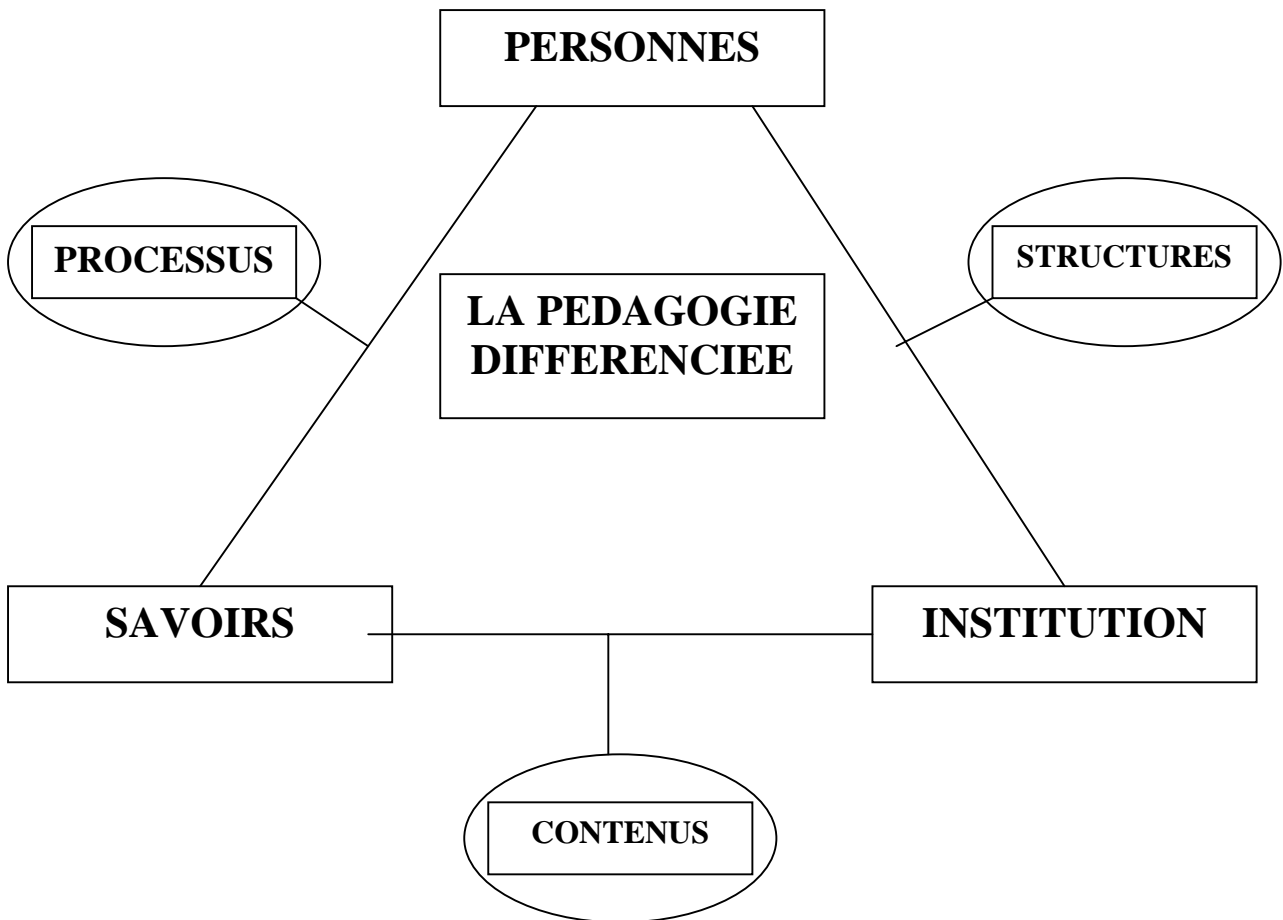 PERSONNES
PROCESSUS
STRUCTURES
LA PEDAGOGIE
DIFFERENCIEE
SAVOIRS
INSTITUTION
CONTENUS